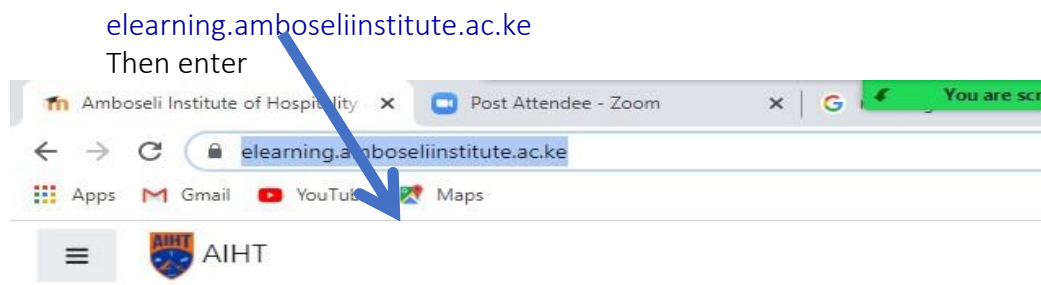 elearning.amboseliinstitute.ac.ke
Then enter
Amboseli Institute of Hospitality Post Attendee - Zoom You are scr
elearning.amboseliinstitute.ac.ke
Apps Gmail YouTube Maps
AIHT AIHT